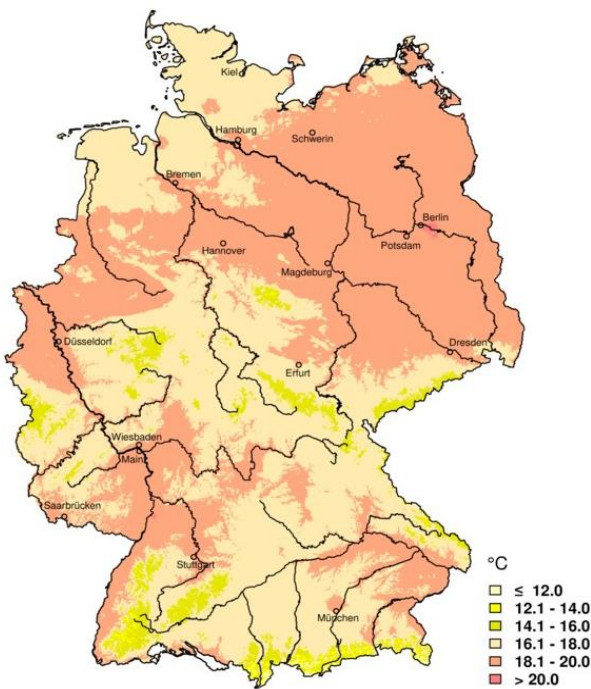 Kiel
Hamburg
Schwerin
Bremen
Berlin
Potsdam
Hannover
Magdeburg
Düsseldorf
Dresden
Erfurt
Wiesbaden
Mainz
Saarbrücken
Stuttgart
München
°C
≤ 12.0
12.1 - 14.0
14.1 - 16.0
16.1 - 18.0
18.1 - 20.0
> 20.0